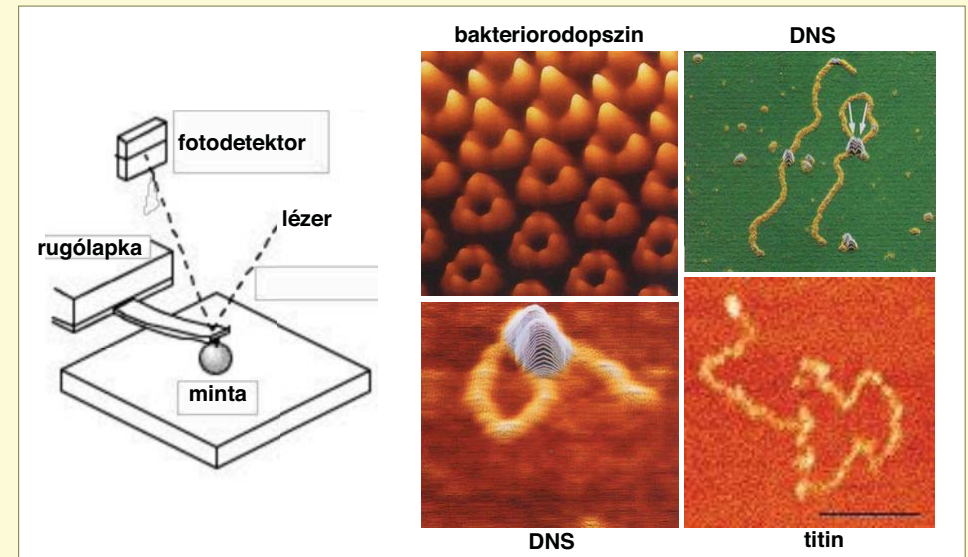 bakteriorodopszin
DNS
fotodetektor
lézer
rugólapka
minta
DNS
titin